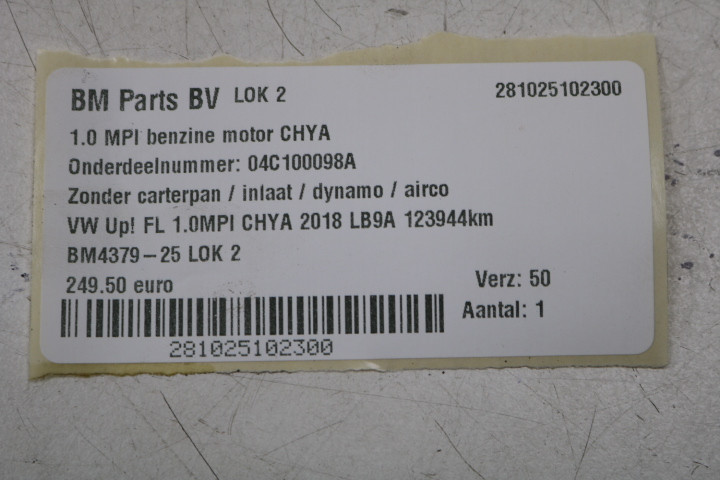 BM Parts BV LOK 2 281025102300
1.0 MPI benzine motor CHYA
Onderdeelnummer: 04C100098A
Zonder carterpan / inlaat / dynamo / airco
VW Up! FL 1.0MPI CHYA 2018 LB9A 123944km
BM4379-25 LOK 2
249.50 euro Verz: 50
Aantal: 1
281025102300